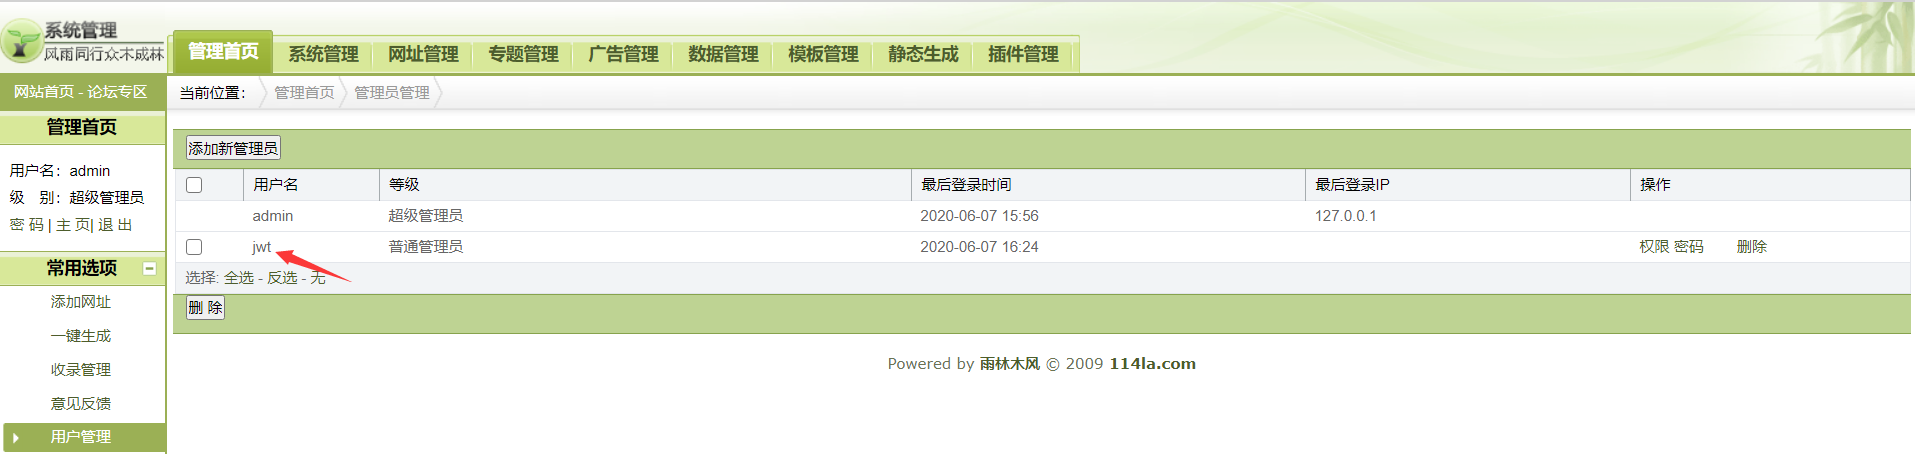 系统管理
风雨同行众木成林
管理首页 系统管理 网址管理 专题管理 广告管理 数据管理 模板管理 静态生成 插件管理
网站首页 - 论坛专区
当前位置: 管理首页 管理员管理
管理首页
用户名: admin
级 别: 超级管理员
密 码 | 主 页| 退 出
常用选项
添加网址
一键生成
收录管理
意见反馈
用户管理
添加新管理员
用户名 等级 最后登录时间 最后登录IP 操作
admin 超级管理员 2020-06-07 15:56 127.0.0.1
jwt 普通管理员 2020-06-07 16:24 权限 密码 删除
选择: 全选 - 反选 - 无
删 除
Powered by 雨林木风 © 2009 114la.com